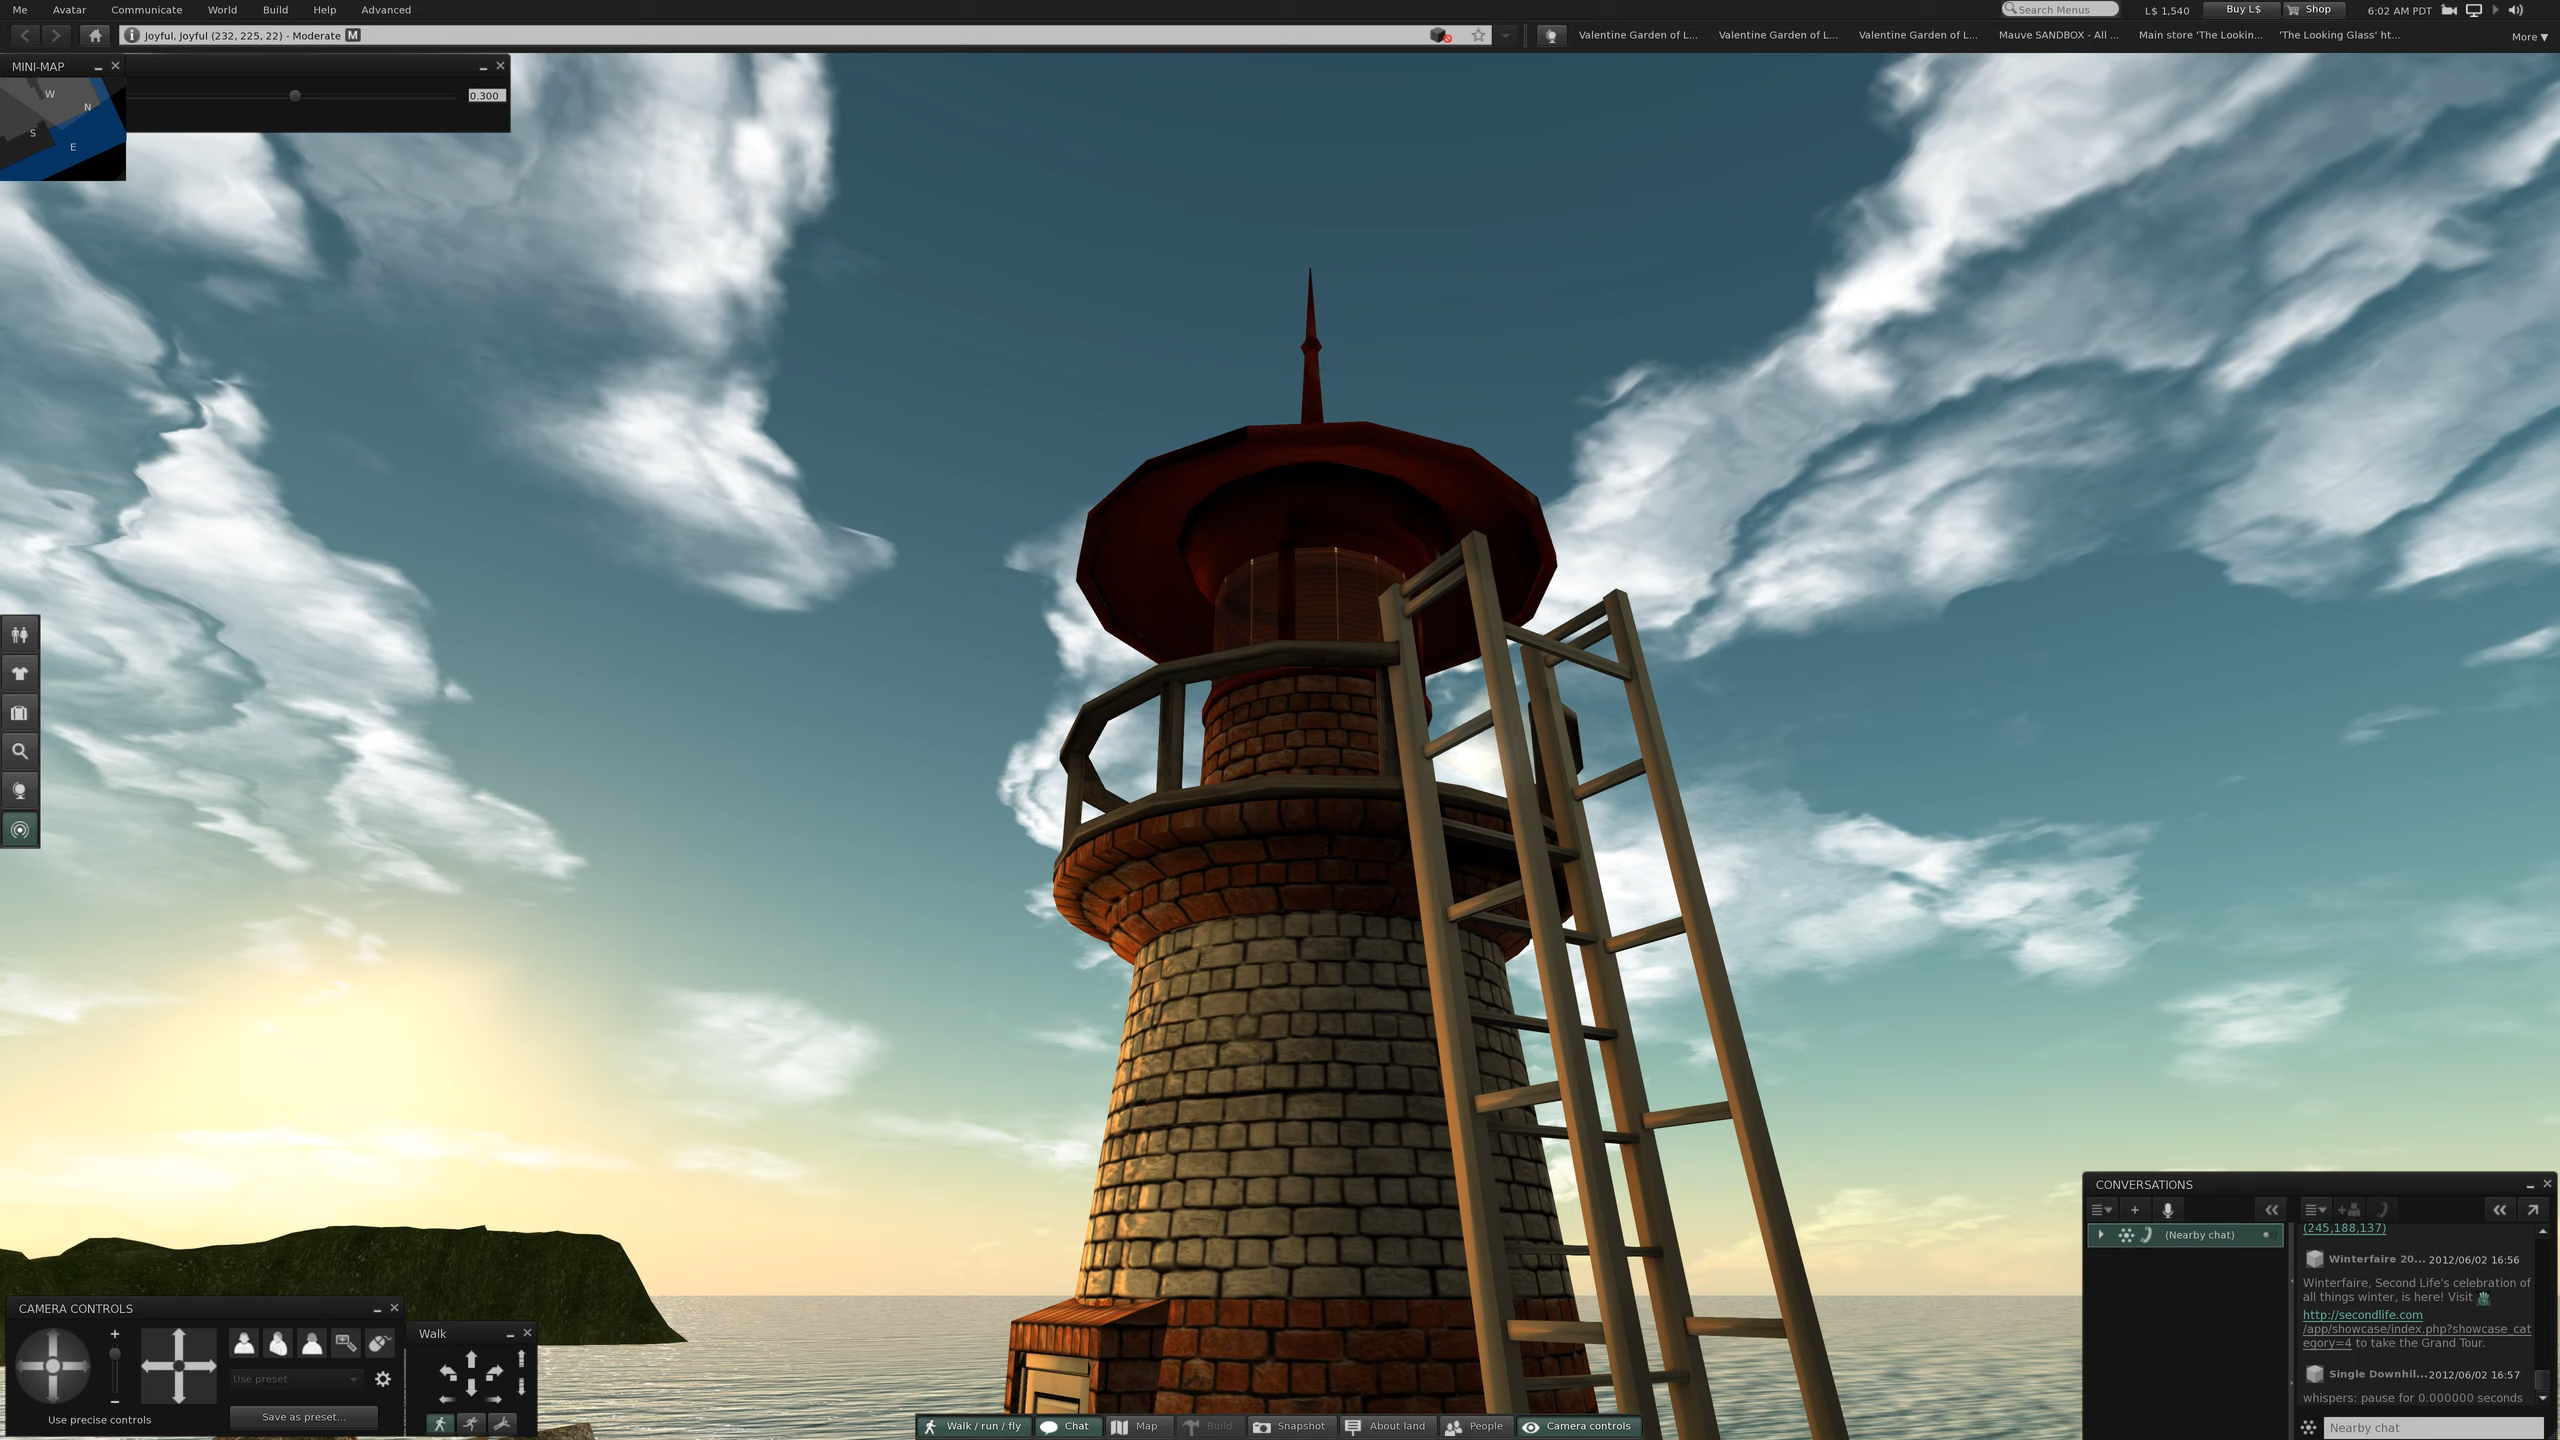 Me Avatar Communicate World Build Help Advanced
Search Menus L$ 1,540 Buy L$ Shop 6:02 AM PDT
Joyful, Joyful (232, 225, 22) - Moderate M
Valentine Garden of L... Valentine Garden of L... Valentine Garden of L... Mauve SANDBOX - All ... Main store 'The Lookin... 'The Looking Glass' ht... More
MINI-MAP
0.300
W
N
S
E
CONVERSATIONS
(Nearby chat)
(245,188,137)
Winterfaire 20... 2012/06/02 16:56
Winterfaire, Second Life's celebration of
all things winter, is here! Visit
http://secondlife.com
/app/showcase/index.php?showcase_cat
egory=4 to take the Grand Tour.
Single Downhil... 2012/06/02 16:57
whispers: pause for 0.000000 seconds
Nearby chat
CAMERA CONTROLS
Use preset
Use precise controls
Save as preset...
Walk
Walk / run / fly Chat Map Build Snapshot About land People Camera controls